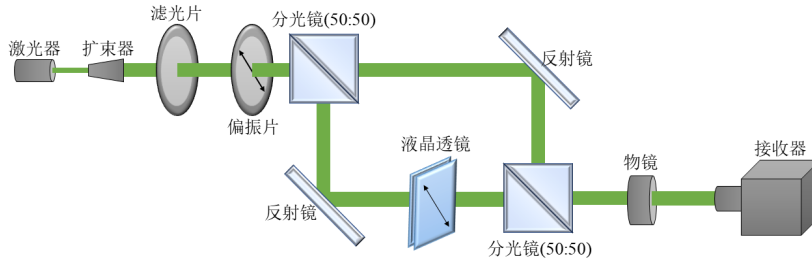 激光器
扩束器
滤光片
偏振片
分光镜(50:50)
反射镜
反射镜
液晶透镜
分光镜(50:50)
物镜
接收器